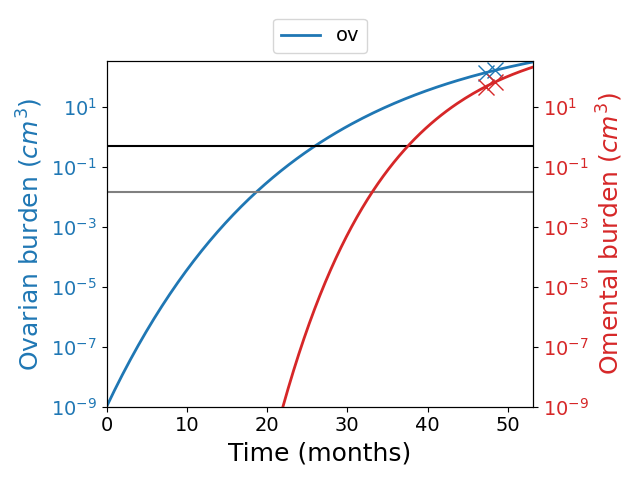 ov
Ovarian burden (cm³)
10¹
10⁻¹
10⁻³
10⁻⁵
10⁻⁷
10⁻⁹
10¹
10⁻¹
10⁻³
10⁻⁵
10⁻⁷
10⁻⁹
Omental burden (cm³)
0 10 20 30 40 50
Time (months)